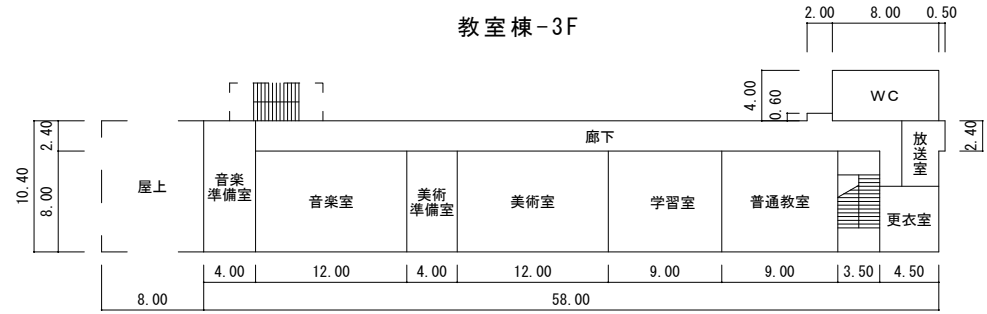 教室棟-3F
2.00
8.00
0.50
4.00
0.60
WC
2.40
10.40
8.00
2.40
廊下
放送室
屋上
音楽
準備室
音楽室
美術
準備室
美術室
学習室
普通教室
更衣室
4.00
12.00
4.00
12.00
9.00
9.00
3.50
4.50
8.00
58.00